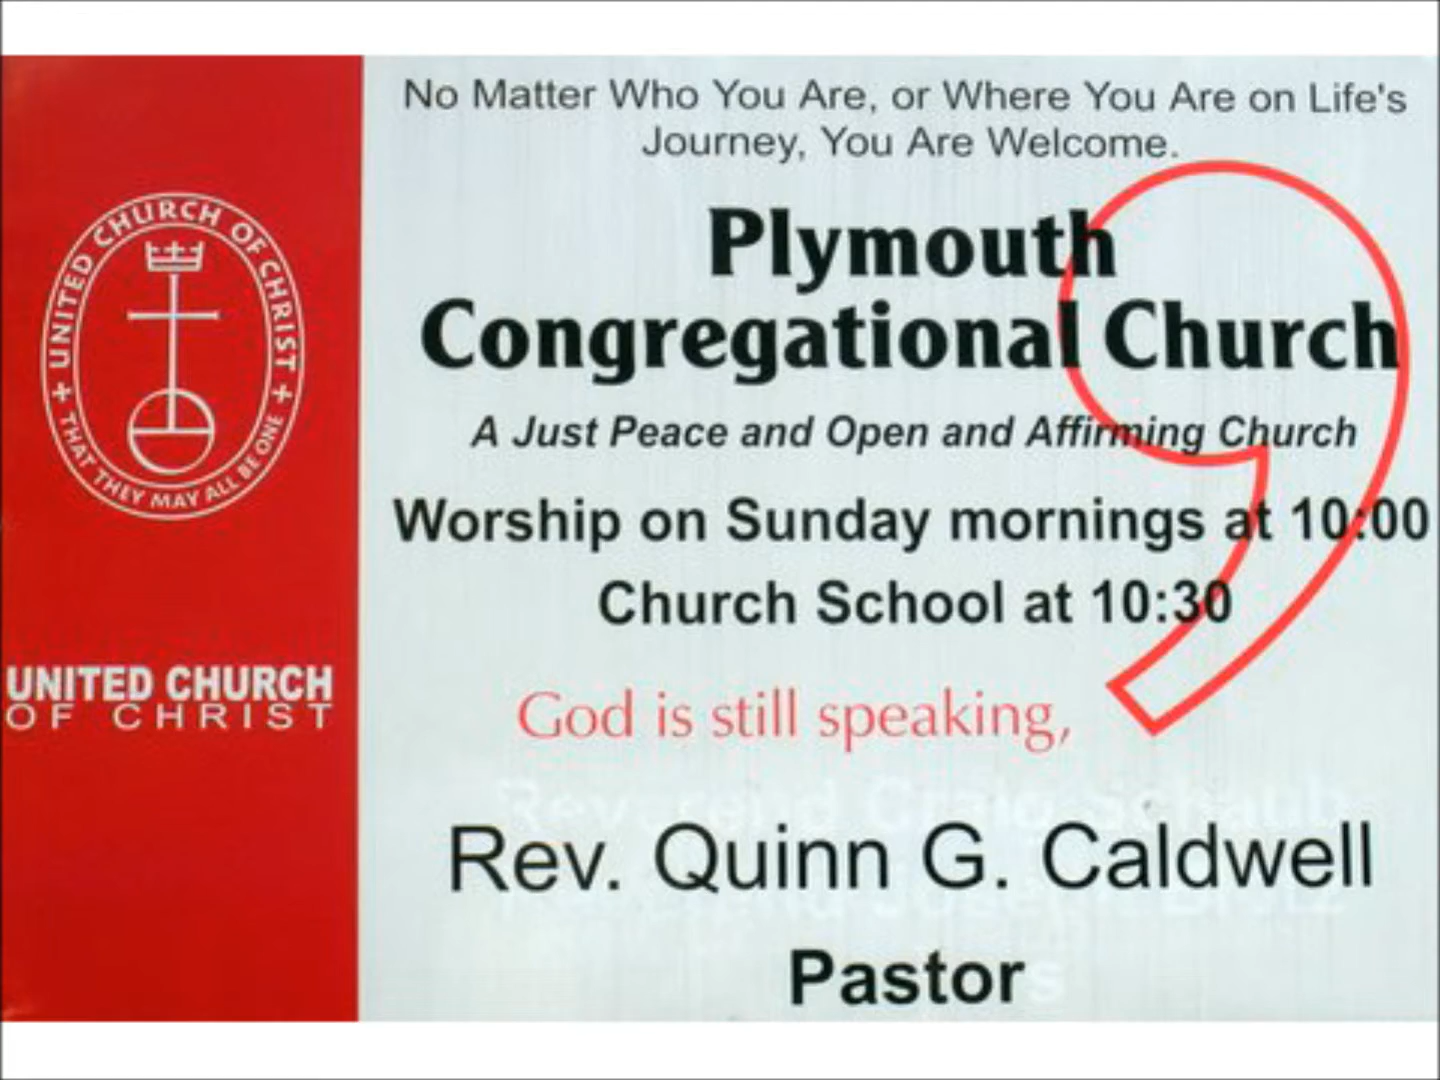 UNITED CHURCH OF CHRIST
THAT THEY MAY ALL BE ONE
UNITED CHURCH
OF CHRIST
No Matter Who You Are, or Where You Are on Life's
Journey, You Are Welcome.
Plymouth
Congregational Church
A Just Peace and Open and Affirming Church
Worship on Sunday mornings at 10:00
Church School at 10:30
God is still speaking,
Rev. Quinn G. Caldwell
Pastor